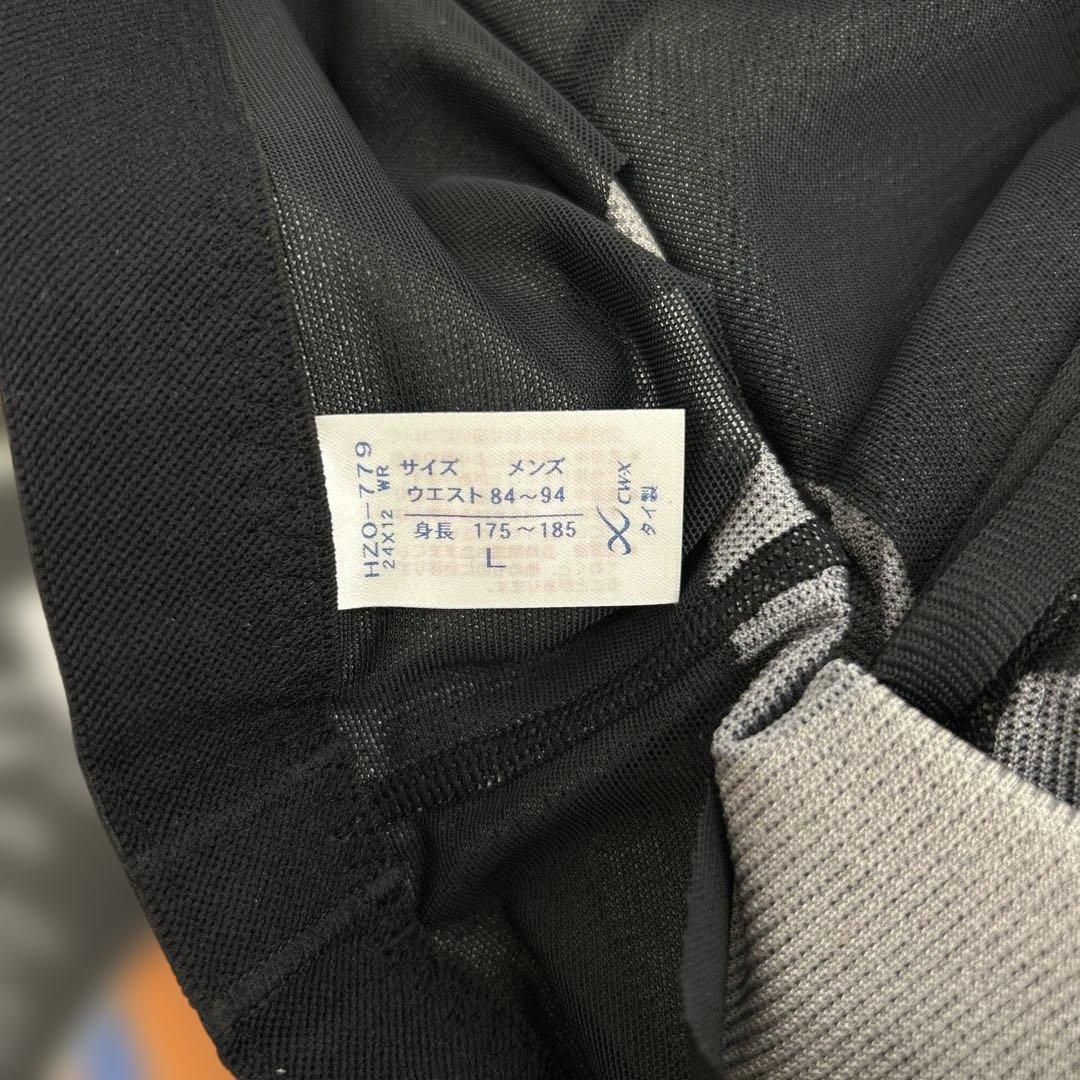 HZO-779
24X12 WR
サイズ メンズ
ウエスト 84～94
身長 175～185
L
CW-X
タイ製